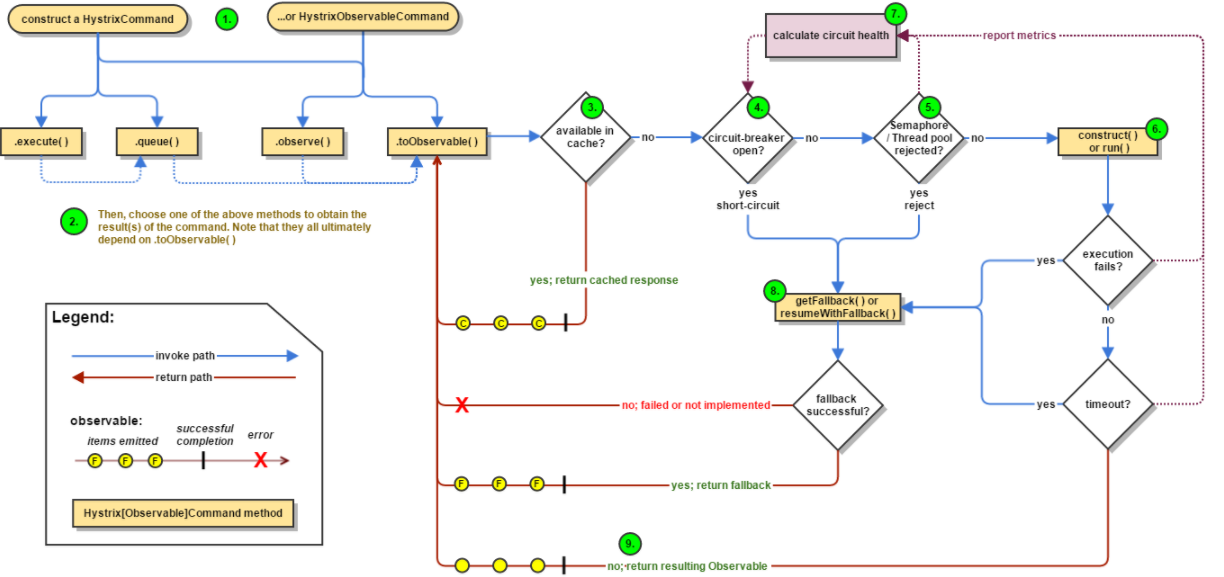 construct a HystrixCommand
1.
...or HystrixObservableCommand
7.
calculate circuit health
report metrics
3.
available in
cache?
no
4.
circuit-breaker
open?
no
5.
Semaphore
/ Thread pool
rejected?
no
6.
construct( )
or run( )
.execute( )
.queue( )
.observe( )
.toObservable( )
yes
short-circuit
yes
reject
2.
Then, choose one of the above methods to obtain the
result(s) of the command. Note that they all ultimately
depend on .toObservable( )
yes
execution
fails?
yes; return cached response
8.
getFallback( ) or
resumeWithFallback( )
no
C C C
Legend:
invoke path
return path
X
no; failed or not implemented
fallback
successful?
yes
timeout?
observable:
items emitted
successful
completion
error
F F F
X
F F F
yes; return fallback
Hystrix[Observable]Command method
9.
no; return resulting Observable